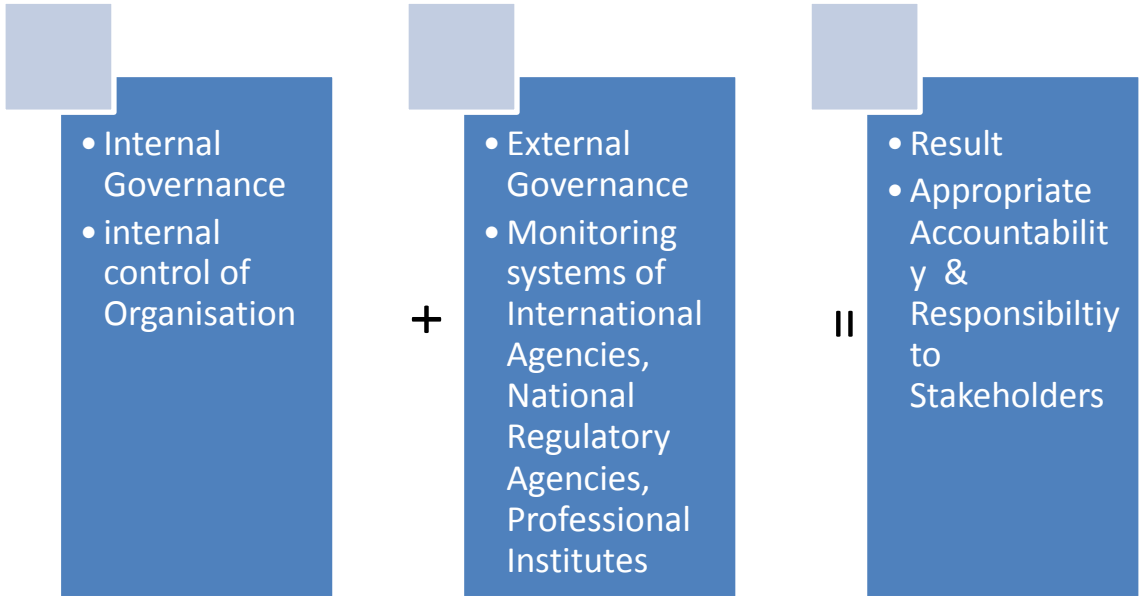 • Internal
Governance
• internal
control of
Organisation
+
• External
Governance
• Monitoring
systems of
International
Agencies,
National
Regulatory
Agencies,
Professional
Institutes
=
• Result
• Appropriate
Accountabilit
y &
Responsibiltiy
to
Stakeholders